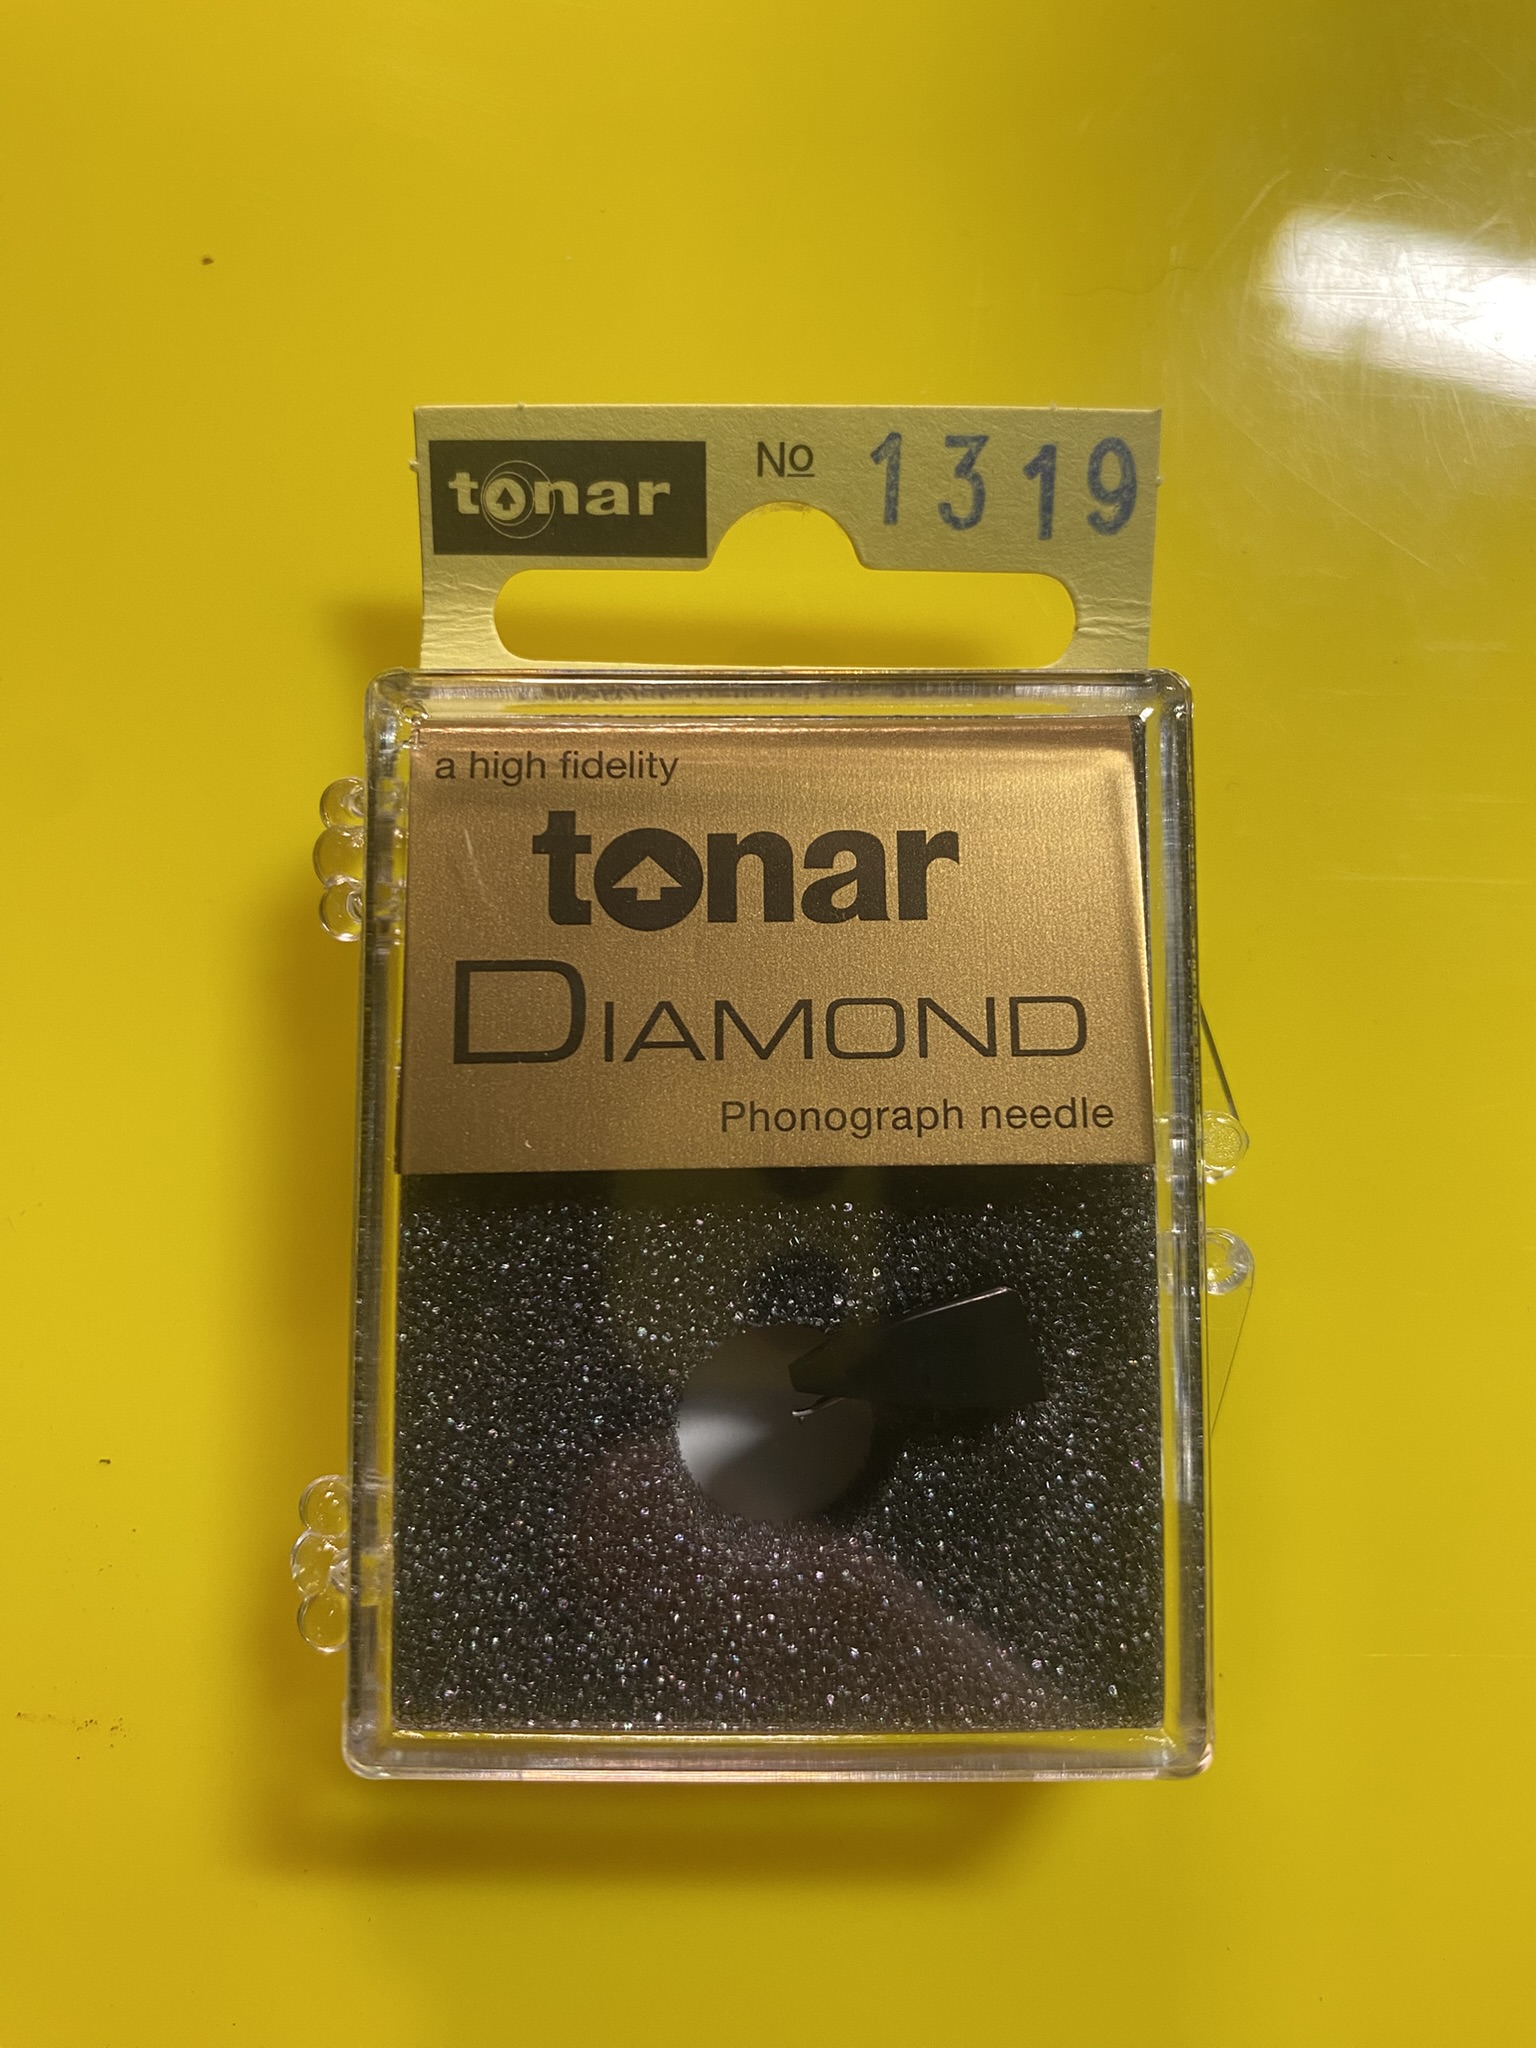 tonar
No 1319
a high fidelity
tonar
DIAMOND
Phonograph needle